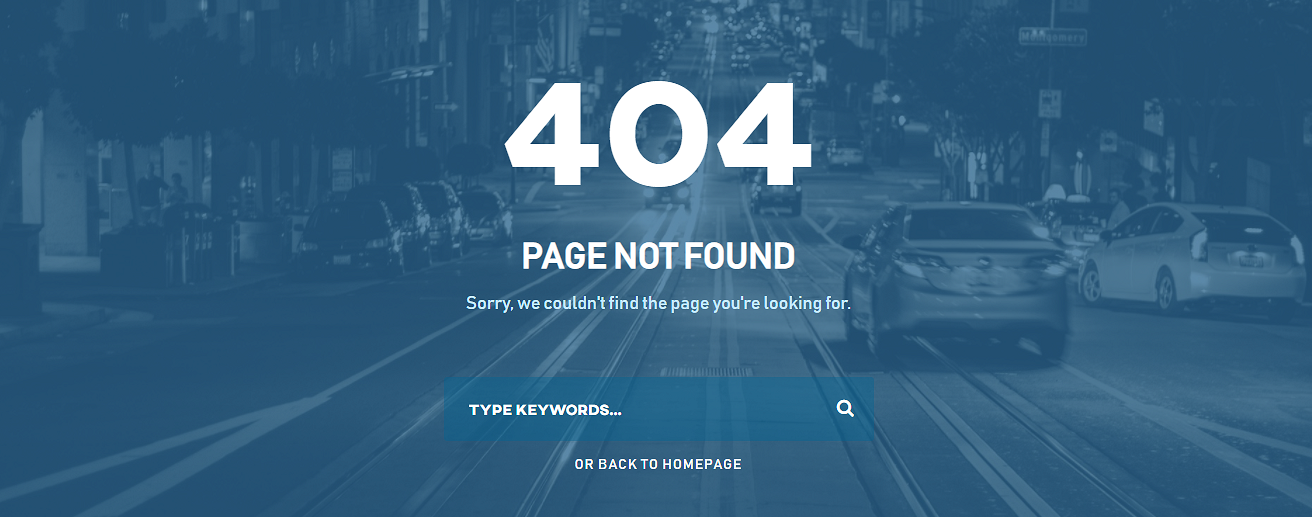 Montgomery
404
PAGE NOT FOUND
Sorry, we couldn't find the page you're looking for.
TYPE KEYWORDS...
OR BACK TO HOMEPAGE